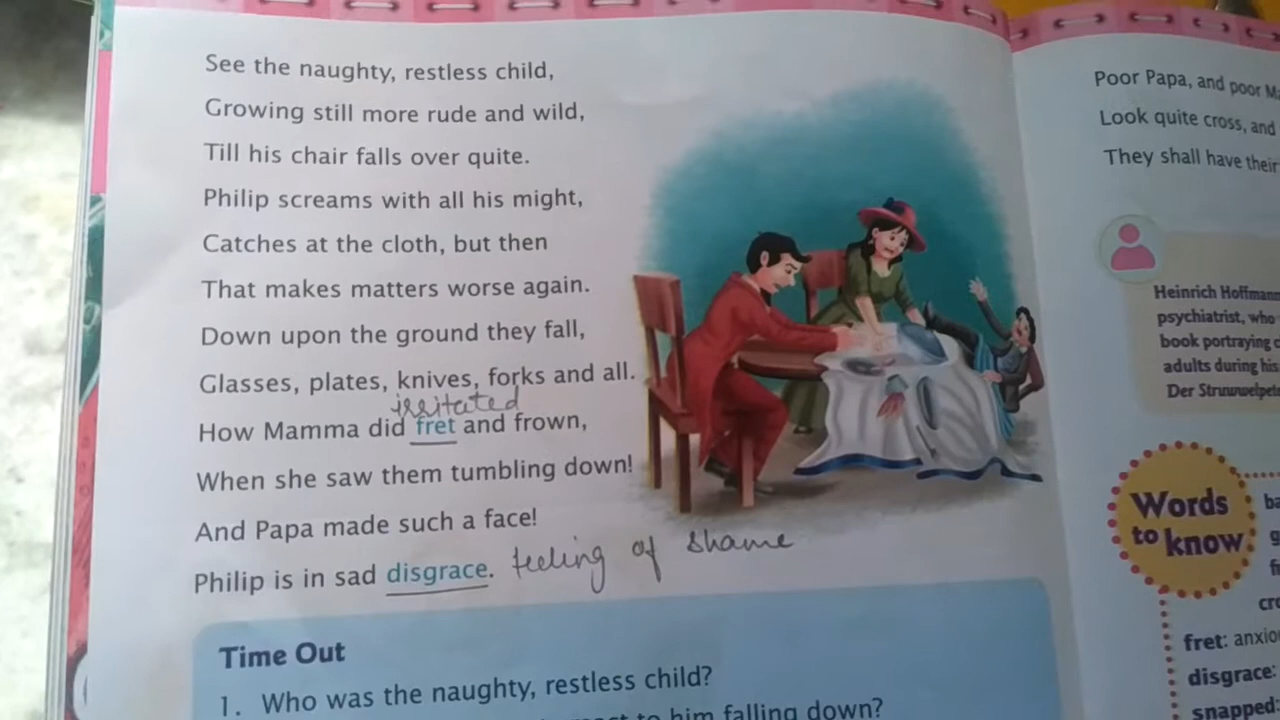 See the naughty, restless child,
Growing still more rude and wild,
Till his chair falls over quite.
Philip screams with all his might,
Catches at the cloth, but then
That makes matters worse again.
Down upon the ground they fall,
Glasses, plates, knives, forks and all.
irritated
How Mamma did fret and frown,
When she saw them tumbling down!
And Papa made such a face!
Philip is in sad disgrace. feeling of shame
Time Out
1. Who was the naughty, restless child?
to him falling down?
Poor Papa, and poor
Look quite cross, and
They shall have their
Heinrich Hoffmann
psychiatrist, who
book portraying
adults during his
Der
Words
to know
fret:
disgrace:
snapped: